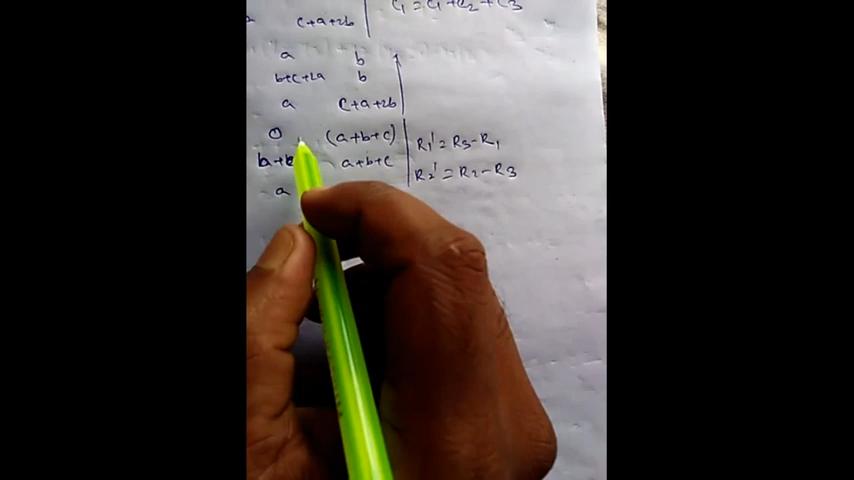 C₁ = C₁ + C₂ + C₃
C+a+2b
a b
b+c+2a b
a C+a+2b
0 (a+b+c) R₁' = R₃ - R₁
a+b+c R₂' = R₂ - R₃
a